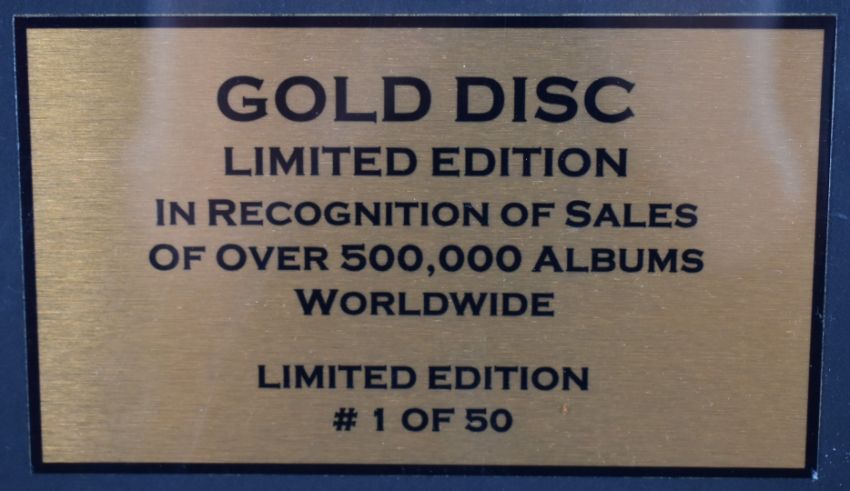 GOLD DISC
LIMITED EDITION
IN RECOGNITION OF SALES
OF OVER 500,000 ALBUMS
WORLDWIDE
LIMITED EDITION
# 1 OF 50